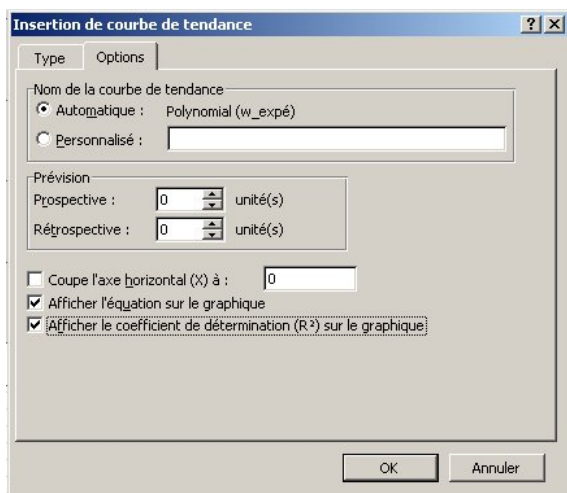 Insertion de courbe de tendance
Type Options
Nom de la courbe de tendance
Automatique : Polynomial (w_expé)
Personnalisé :
Prévision
Prospective : 0 unité(s)
Rétrospective : 0 unité(s)
Coupe l'axe horizontal (X) à : 0
Afficher l'équation sur le graphique
Afficher le coefficient de détermination (R²) sur le graphique
OK Annuler